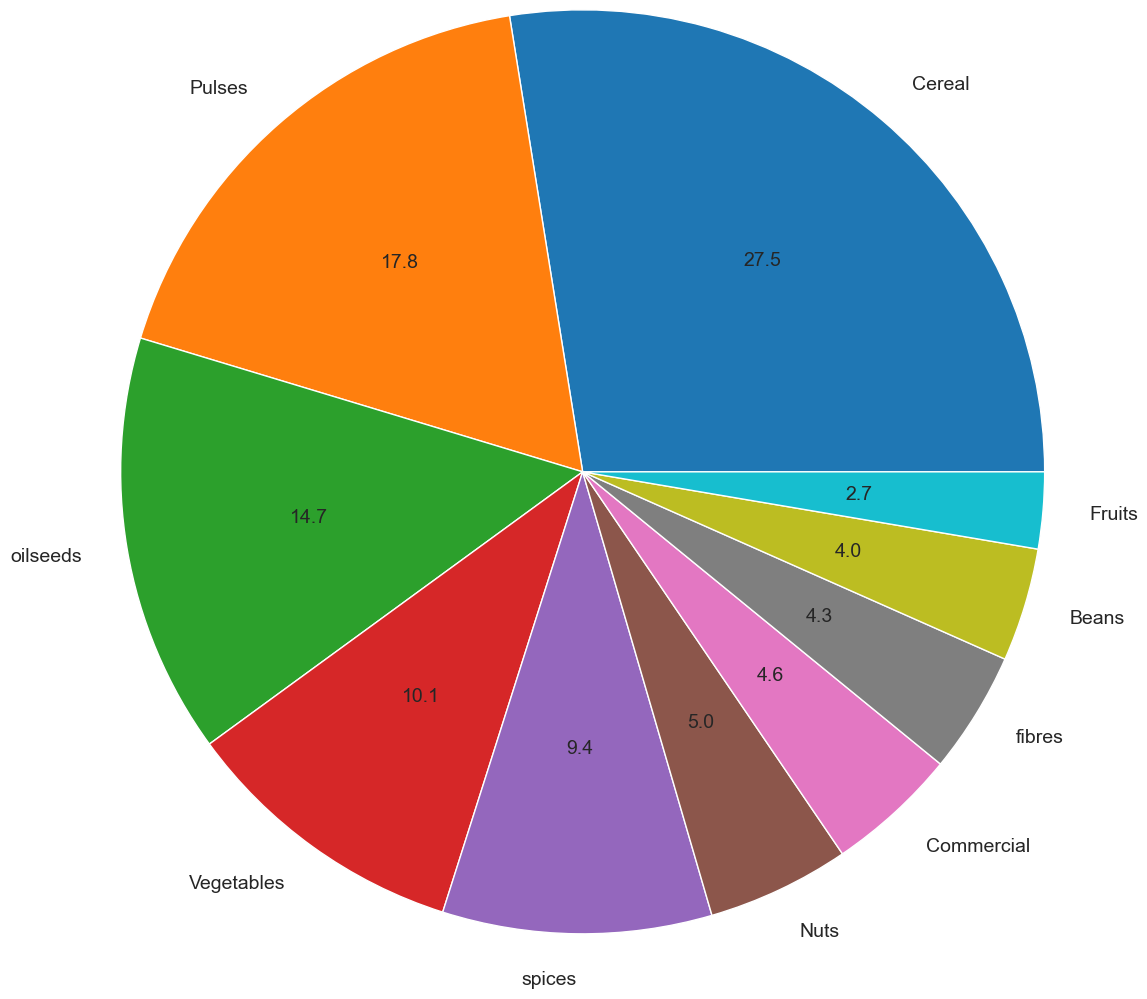 Cereal
Pulses
27.5
17.8
2.7
Fruits
14.7
4.0
oilseeds
4.3
Beans
4.6
10.1
5.0
fibres
9.4
Commercial
Vegetables
Nuts
spices